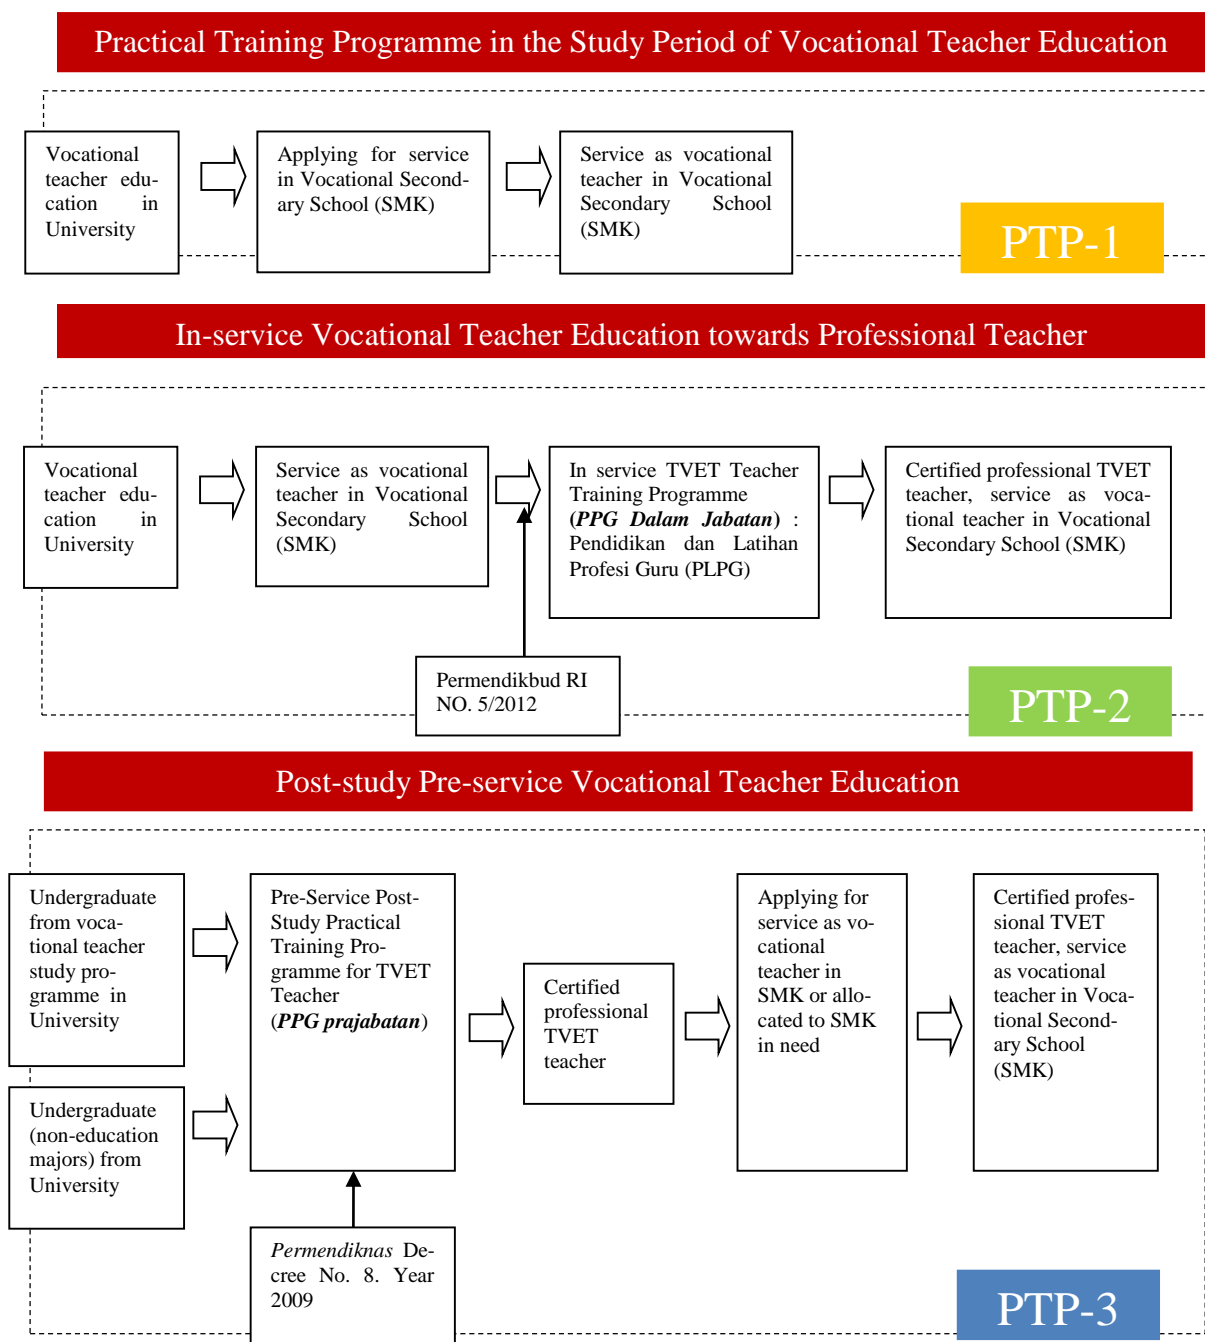 Practical Training Programme in the Study Period of Vocational Teacher Education
Vocational
teacher edu-
cation in
University
Applying for service
in Vocational Second-
ary School (SMK)
Service as vocational
teacher in Vocational
Secondary School
(SMK)
PTP-1
In-service Vocational Teacher Education towards Professional Teacher
Vocational
teacher edu-
cation in
University
Service as vocational
teacher in Vocational
Secondary School
(SMK)
In service TVET Teacher
Training Programme
(PPG Dalam Jabatan) :
Pendidikan dan Latihan
Profesi Guru (PLPG)
Certified professional TVET
teacher, service as voca-
tional teacher in Vocational
Secondary School (SMK)
Permendikbud RI
NO. 5/2012
PTP-2
Post-study Pre-service Vocational Teacher Education
Undergraduate
from voca-
tional teacher
study pro-
gramme in
University
Undergraduate
(non-education
majors) from
University
Pre-Service Post-
Study Practical
Training Pro-
gramme for TVET
Teacher
(PPG prajabatan)
Certified
professional
TVET
teacher
Applying for
service as vo-
cational
teacher in
SMK or allo-
cated to SMK
in need
Certified profes-
sional TVET
teacher, service
as vocational
teacher in Voca-
tional Second-
ary School
(SMK)
Permendiknas De-
cree No. 8. Year
2009
PTP-3